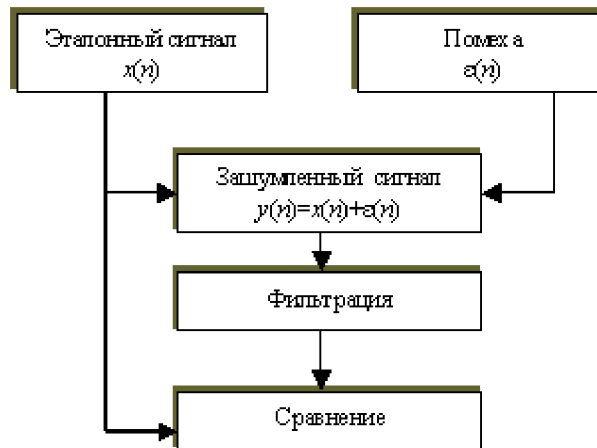 Эталонный сигнал
x(n)
Помеха
ε(n)
Зашумленный сигнал
y(n)=x(n)+ε(n)
Фильтрация
Сравнение